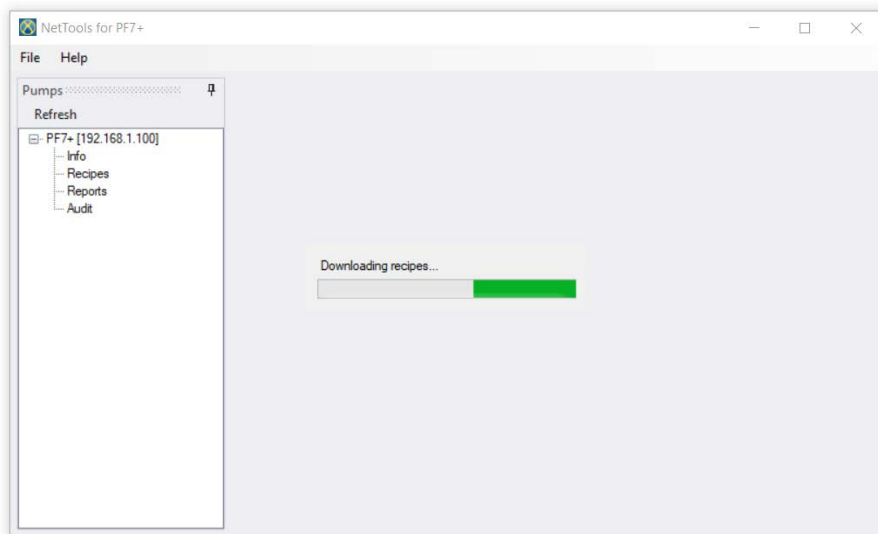 NetTools for PF7+
File Help
Pumps
Refresh
PF7+ [192.168.1.100]
Info
Recipes
Reports
Audit
Downloading recipes...